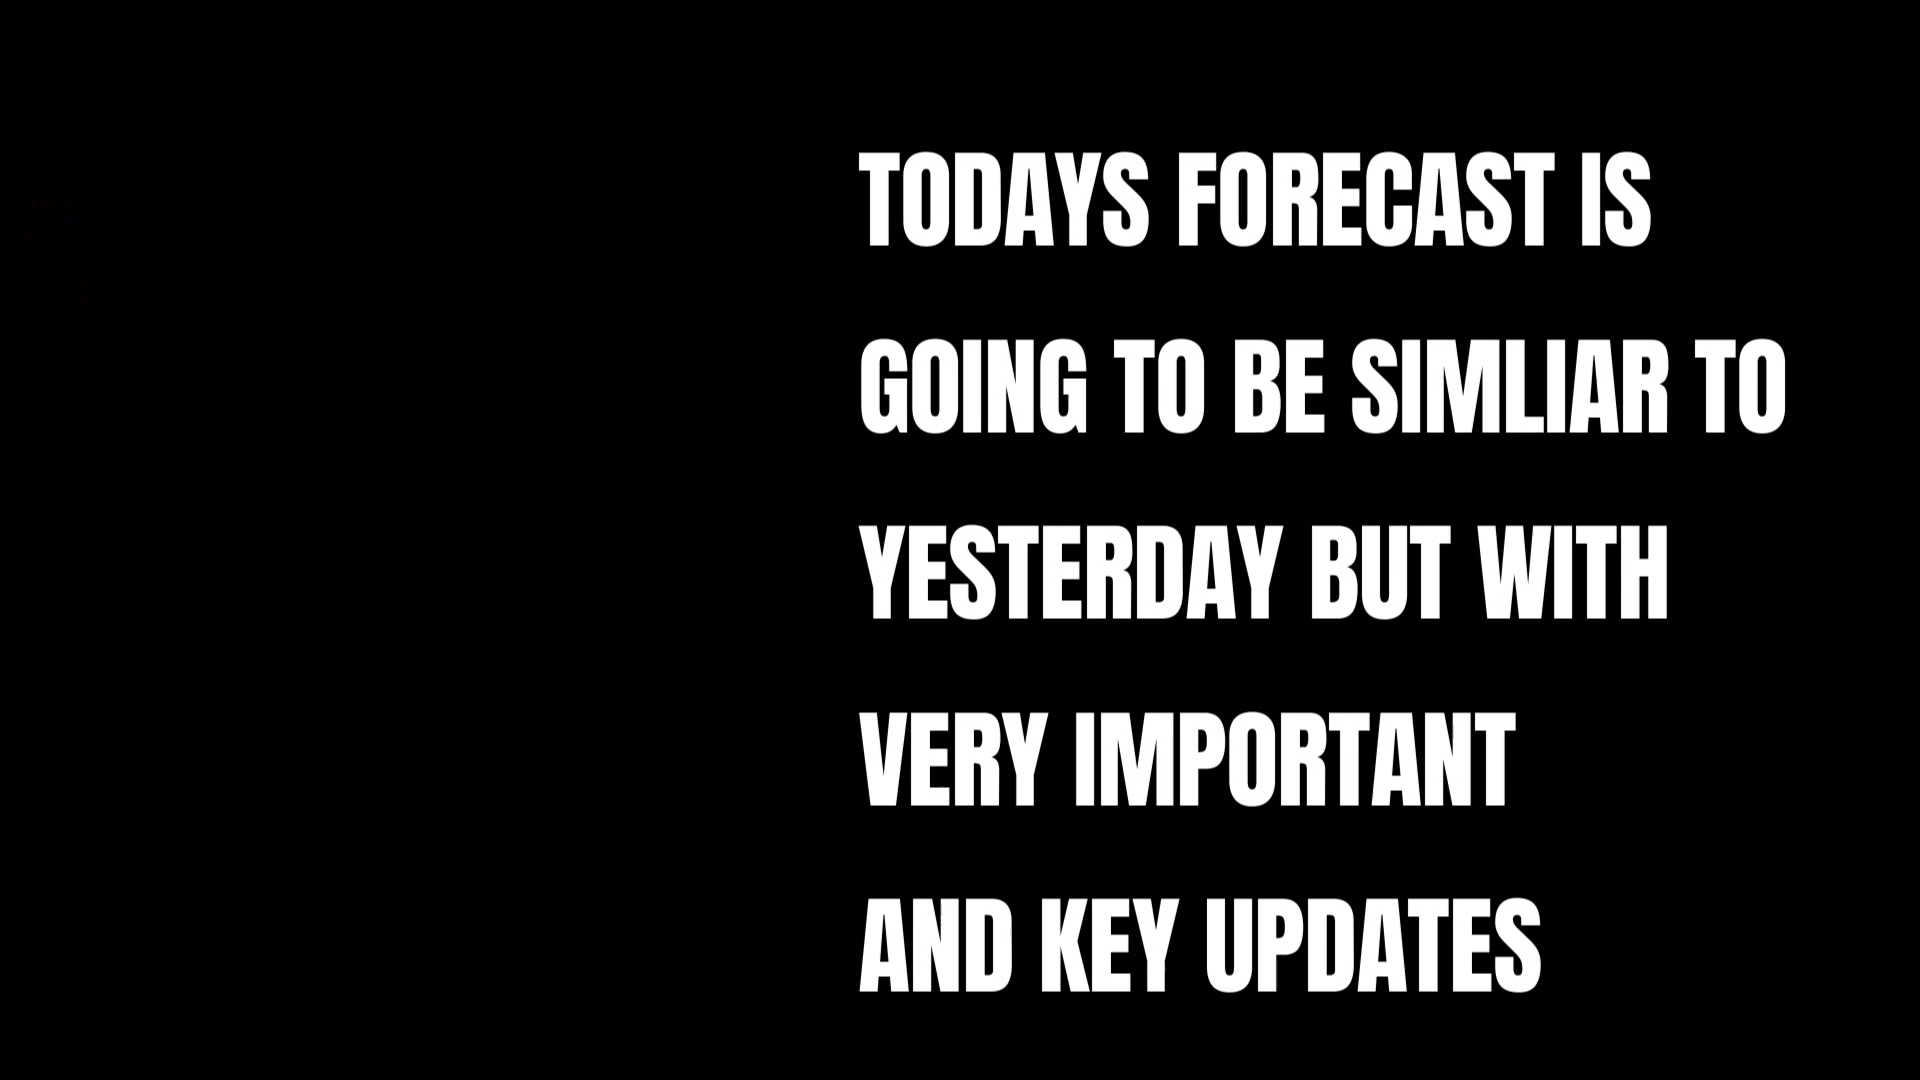 TODAYS FORECAST IS
GOING TO BE SIMLIAR TO
YESTERDAY BUT WITH
VERY IMPORTANT
AND KEY UPDATES